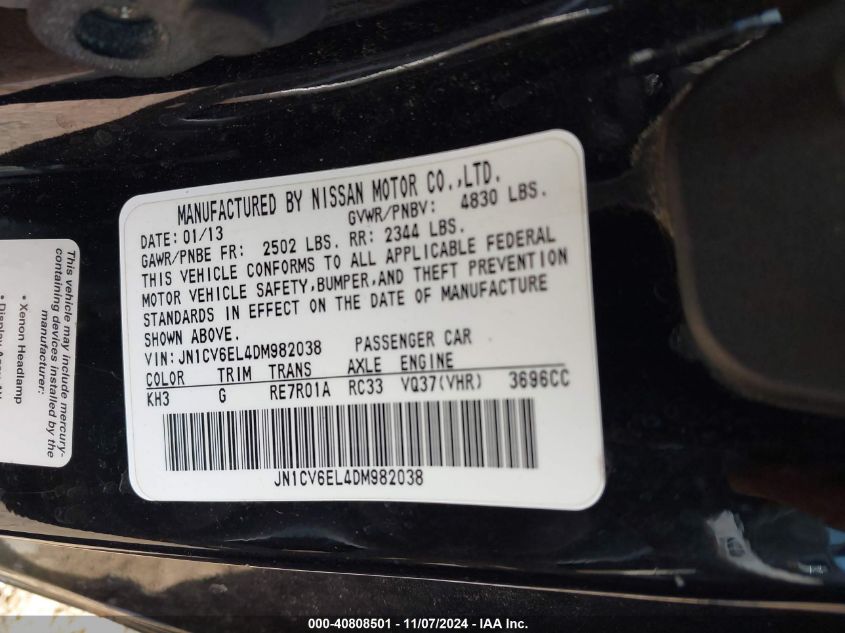 MANUFACTURED BY NISSAN MOTOR CO.,LTD.
DATE: 01/13 GVWR/PNBV: 4830 LBS.
GAWR/PNBE FR: 2502 LBS. RR: 2344 LBS.
THIS VEHICLE CONFORMS TO ALL APPLICABLE FEDERAL
MOTOR VEHICLE SAFETY,BUMPER,AND THEFT PREVENTION
STANDARDS IN EFFECT ON THE DATE OF MANUFACTURE
SHOWN ABOVE.
VIN: JN1CV6EL4DM982038 PASSENGER CAR
COLOR TRIM TRANS AXLE ENGINE
KH3 G RE7R01A RC33 VQ37(VHR) 3696CC
JN1CV6EL4DM982038
This vehicle may include mercury-
containing devices installed by the
manufacturer:
• Xenon Headlamp
000-40808501 — 11/07/2024 — IAA Inc.